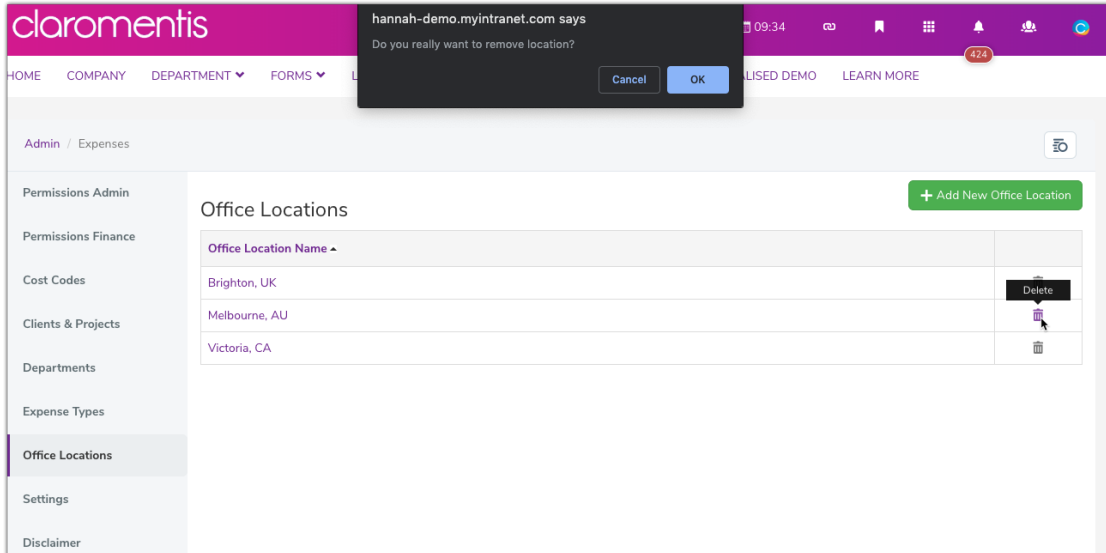 claromentis
hannah-demo.myintranet.com says
Do you really want to remove location?
Cancel
OK
09:34
424
HOME
COMPANY
DEPARTMENT
FORMS
L
ALISED DEMO
LEARN MORE
Admin / Expenses
Permissions Admin
Permissions Finance
Cost Codes
Clients & Projects
Departments
Expense Types
Office Locations
Settings
Disclaimer
Office Locations
+ Add New Office Location
Office Location Name
Brighton, UK
Delete
Melbourne, AU
Victoria, CA